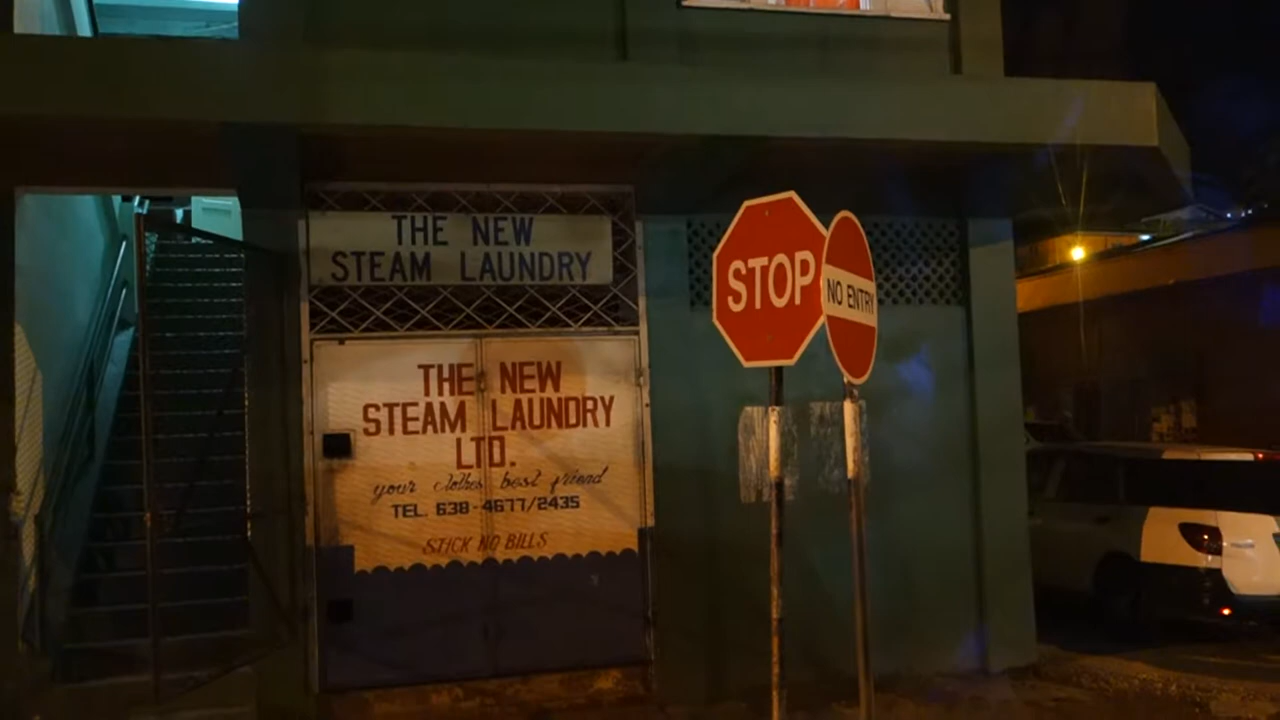 THE NEW
STEAM LAUNDRY
THE NEW
STEAM LAUNDRY
LTD.
your clothes best friend
TEL. 638-4677/2435
STICK NO BILLS
STOP
NO ENTRY